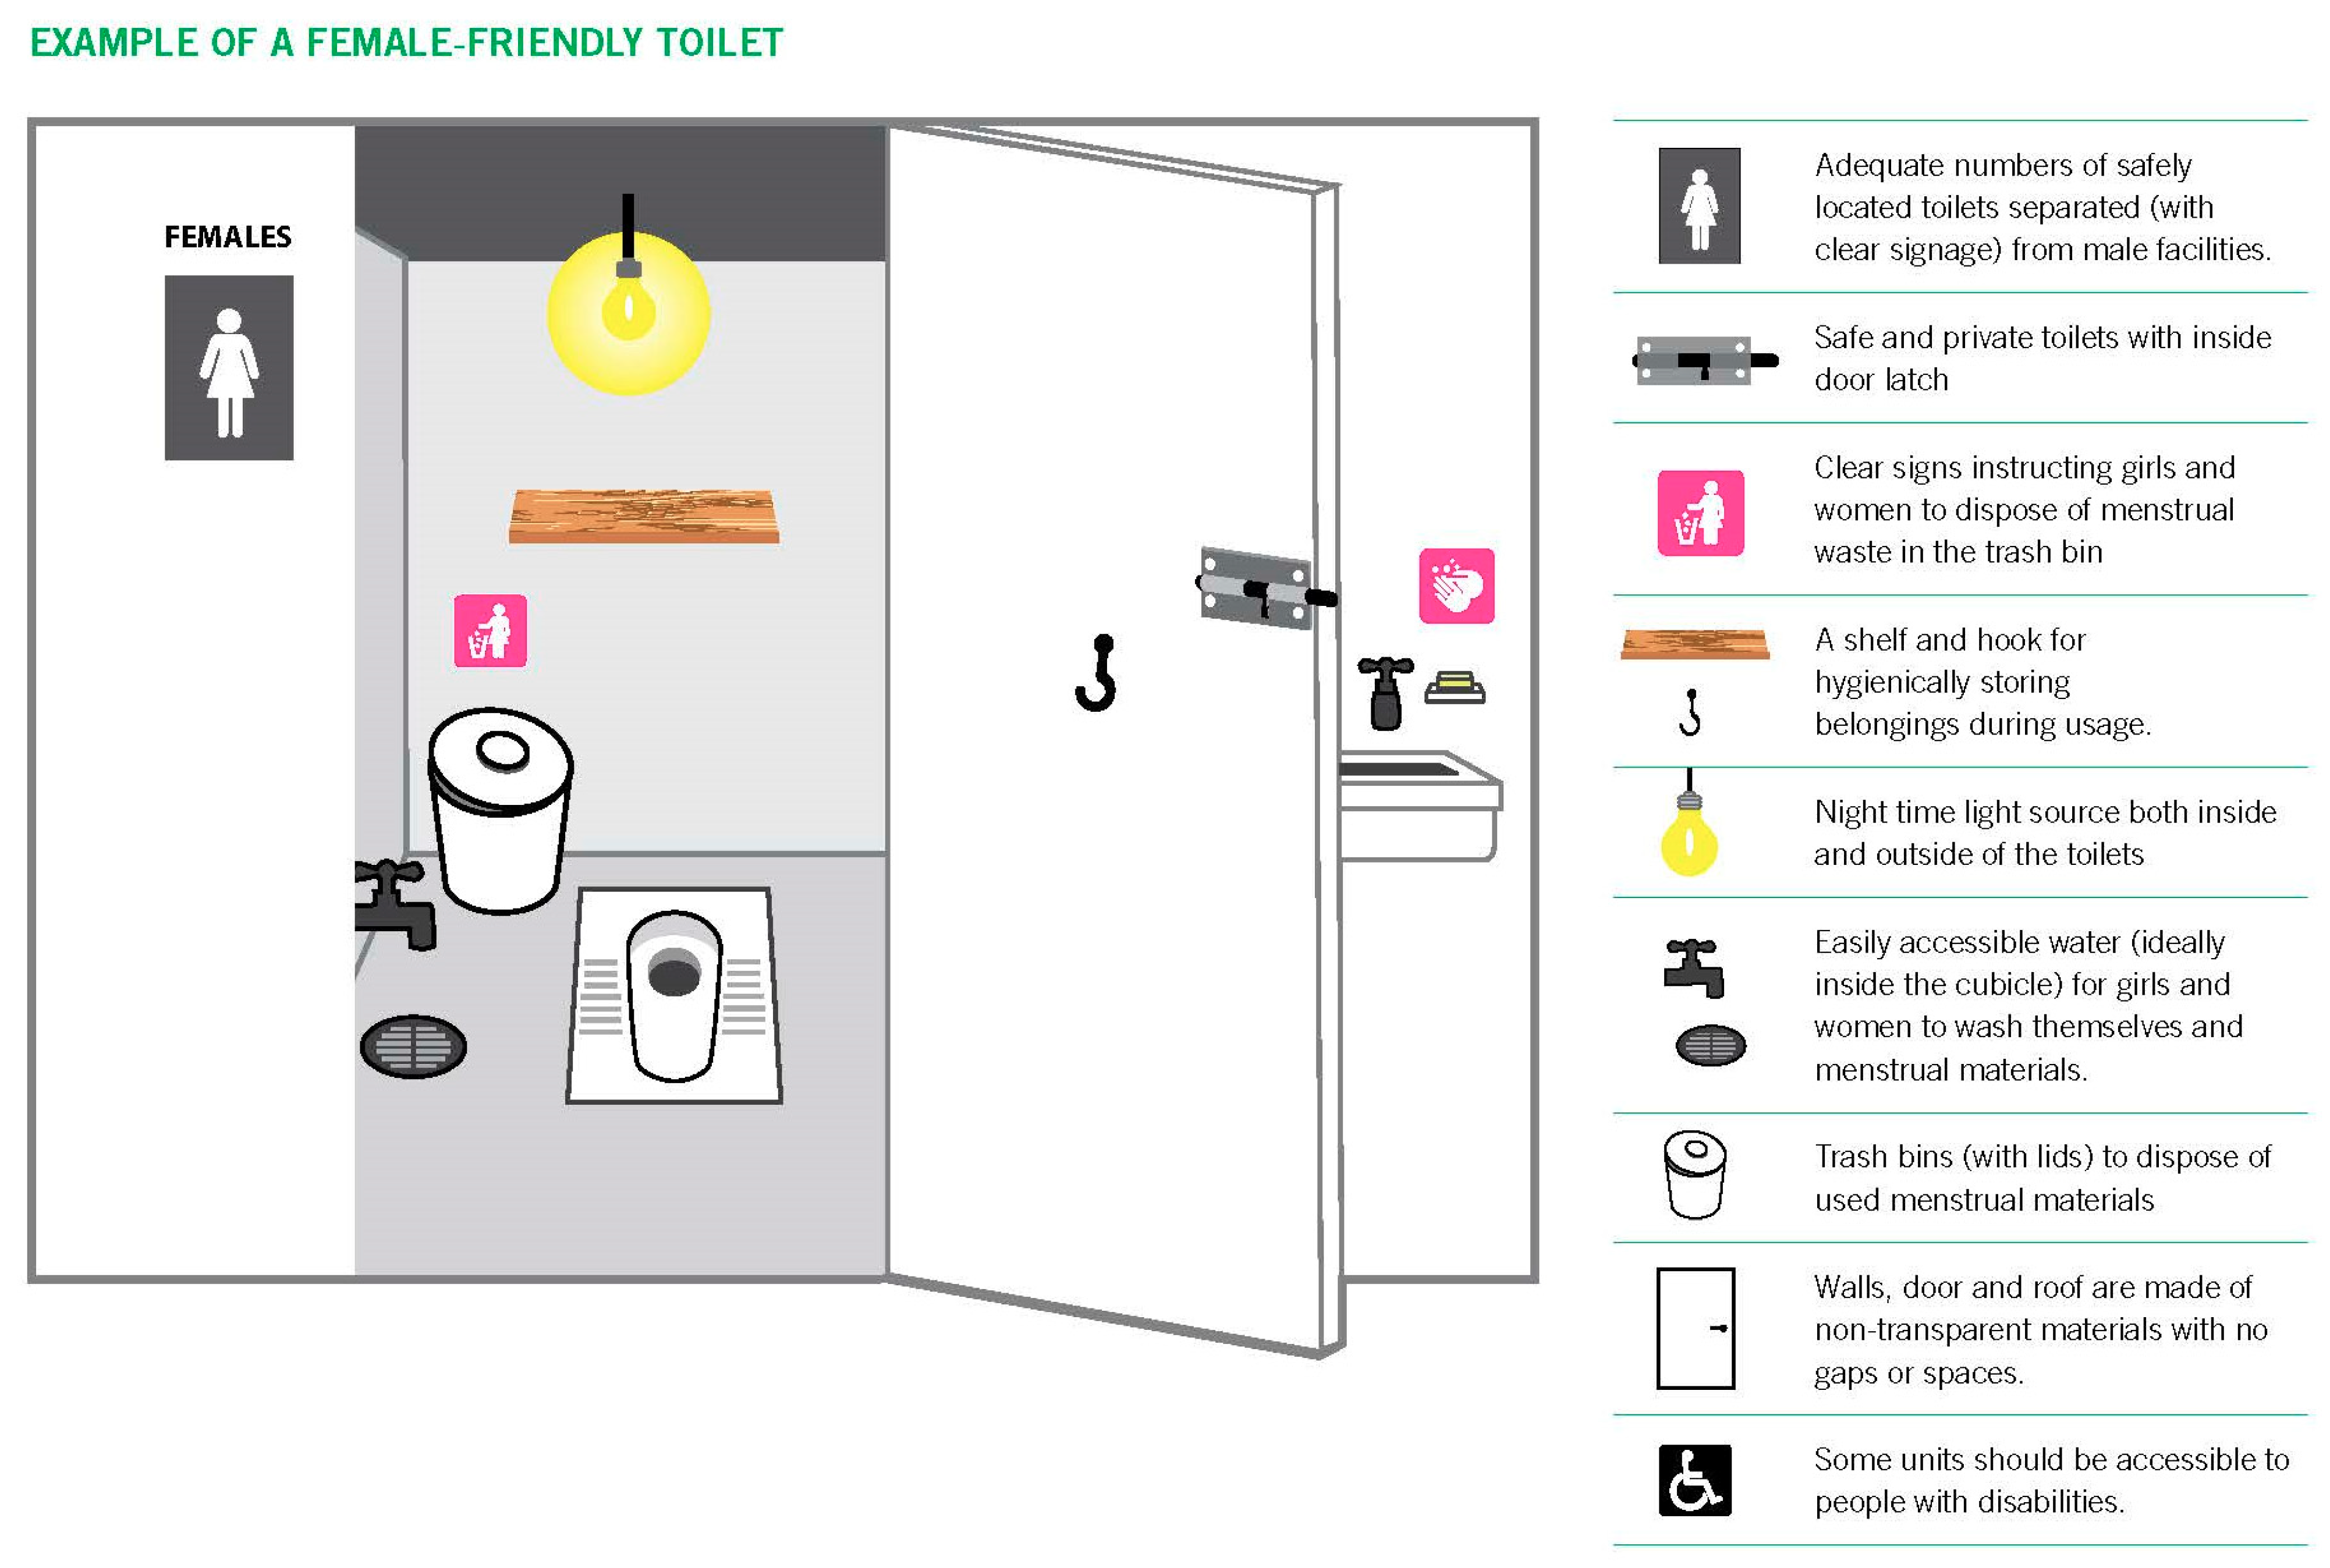 EXAMPLE OF A FEMALE-FRIENDLY TOILET
FEMALES
Adequate numbers of safely
located toilets separated (with
clear signage) from male facilities.
Safe and private toilets with inside
door latch
Clear signs instructing girls and
women to dispose of menstrual
waste in the trash bin
A shelf and hook for
hygienically storing
belongings during usage.
Night time light source both inside
and outside of the toilets
Easily accessible water (ideally
inside the cubicle) for girls and
women to wash themselves and
menstrual materials.
Trash bins (with lids) to dispose of
used menstrual materials
Walls, door and roof are made of
non-transparent materials with no
gaps or spaces.
Some units should be accessible to
people with disabilities.